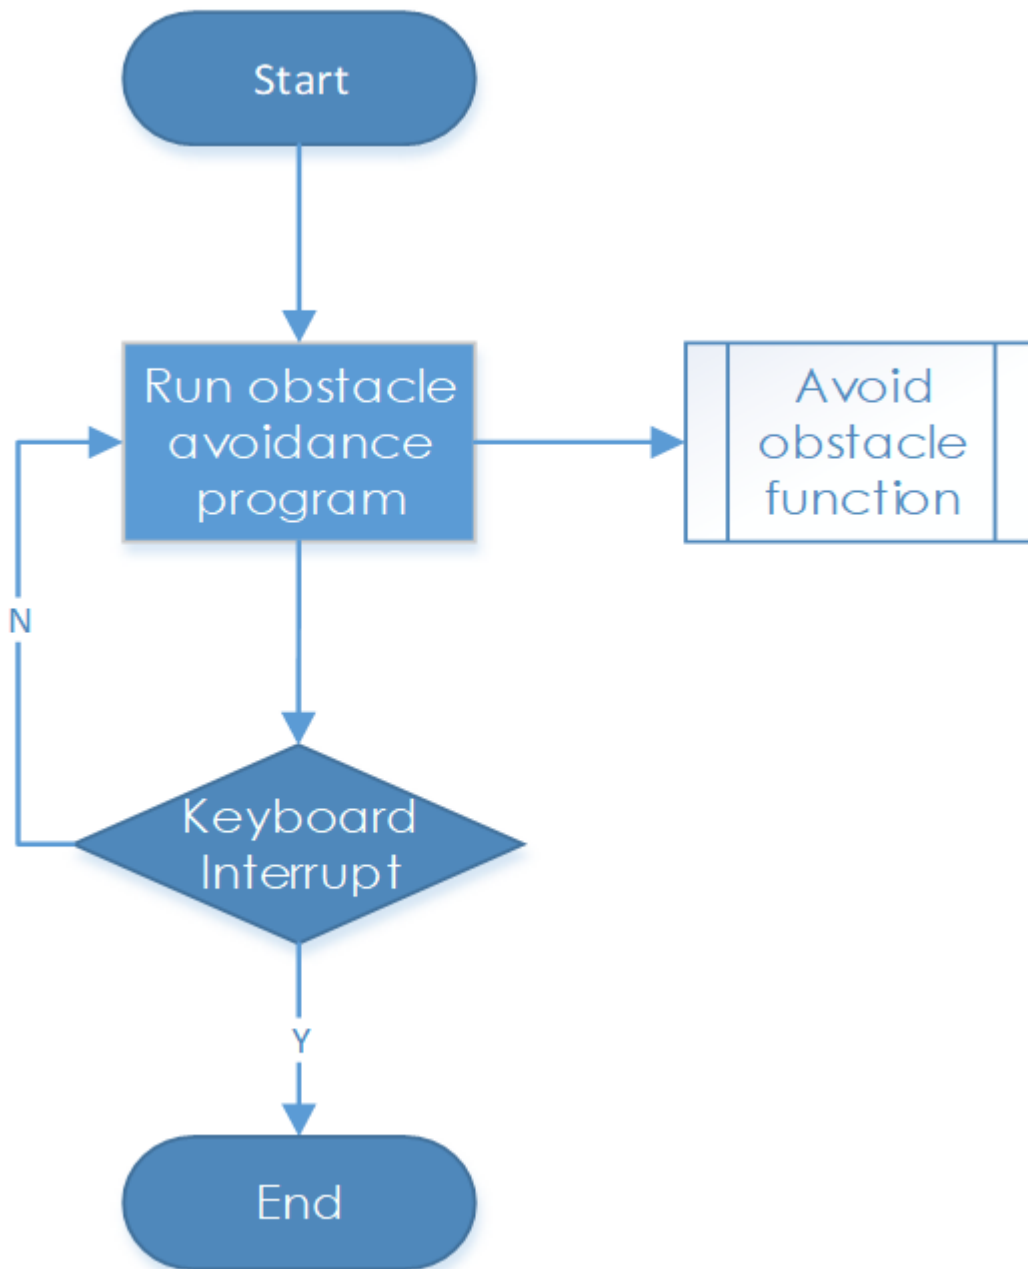 Start
Run obstacle
avoidance
program
Avoid
obstacle
function
N
Keyboard
Interrupt
Y
End